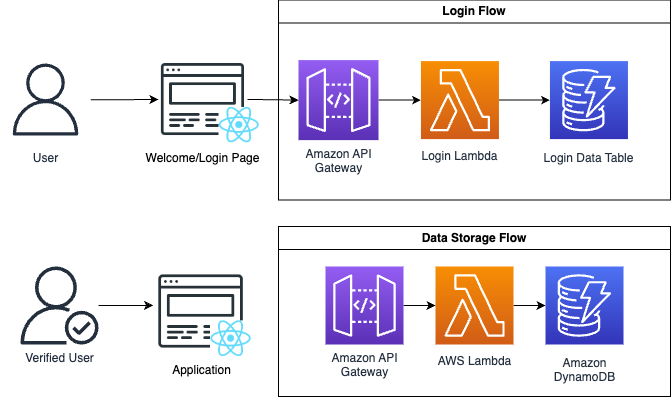 Login Flow
User
Welcome/Login Page
Amazon API
Gateway
Login Lambda
Login Data Table
Data Storage Flow
Verified User
Application
Amazon API
Gateway
AWS Lambda
Amazon
DynamoDB